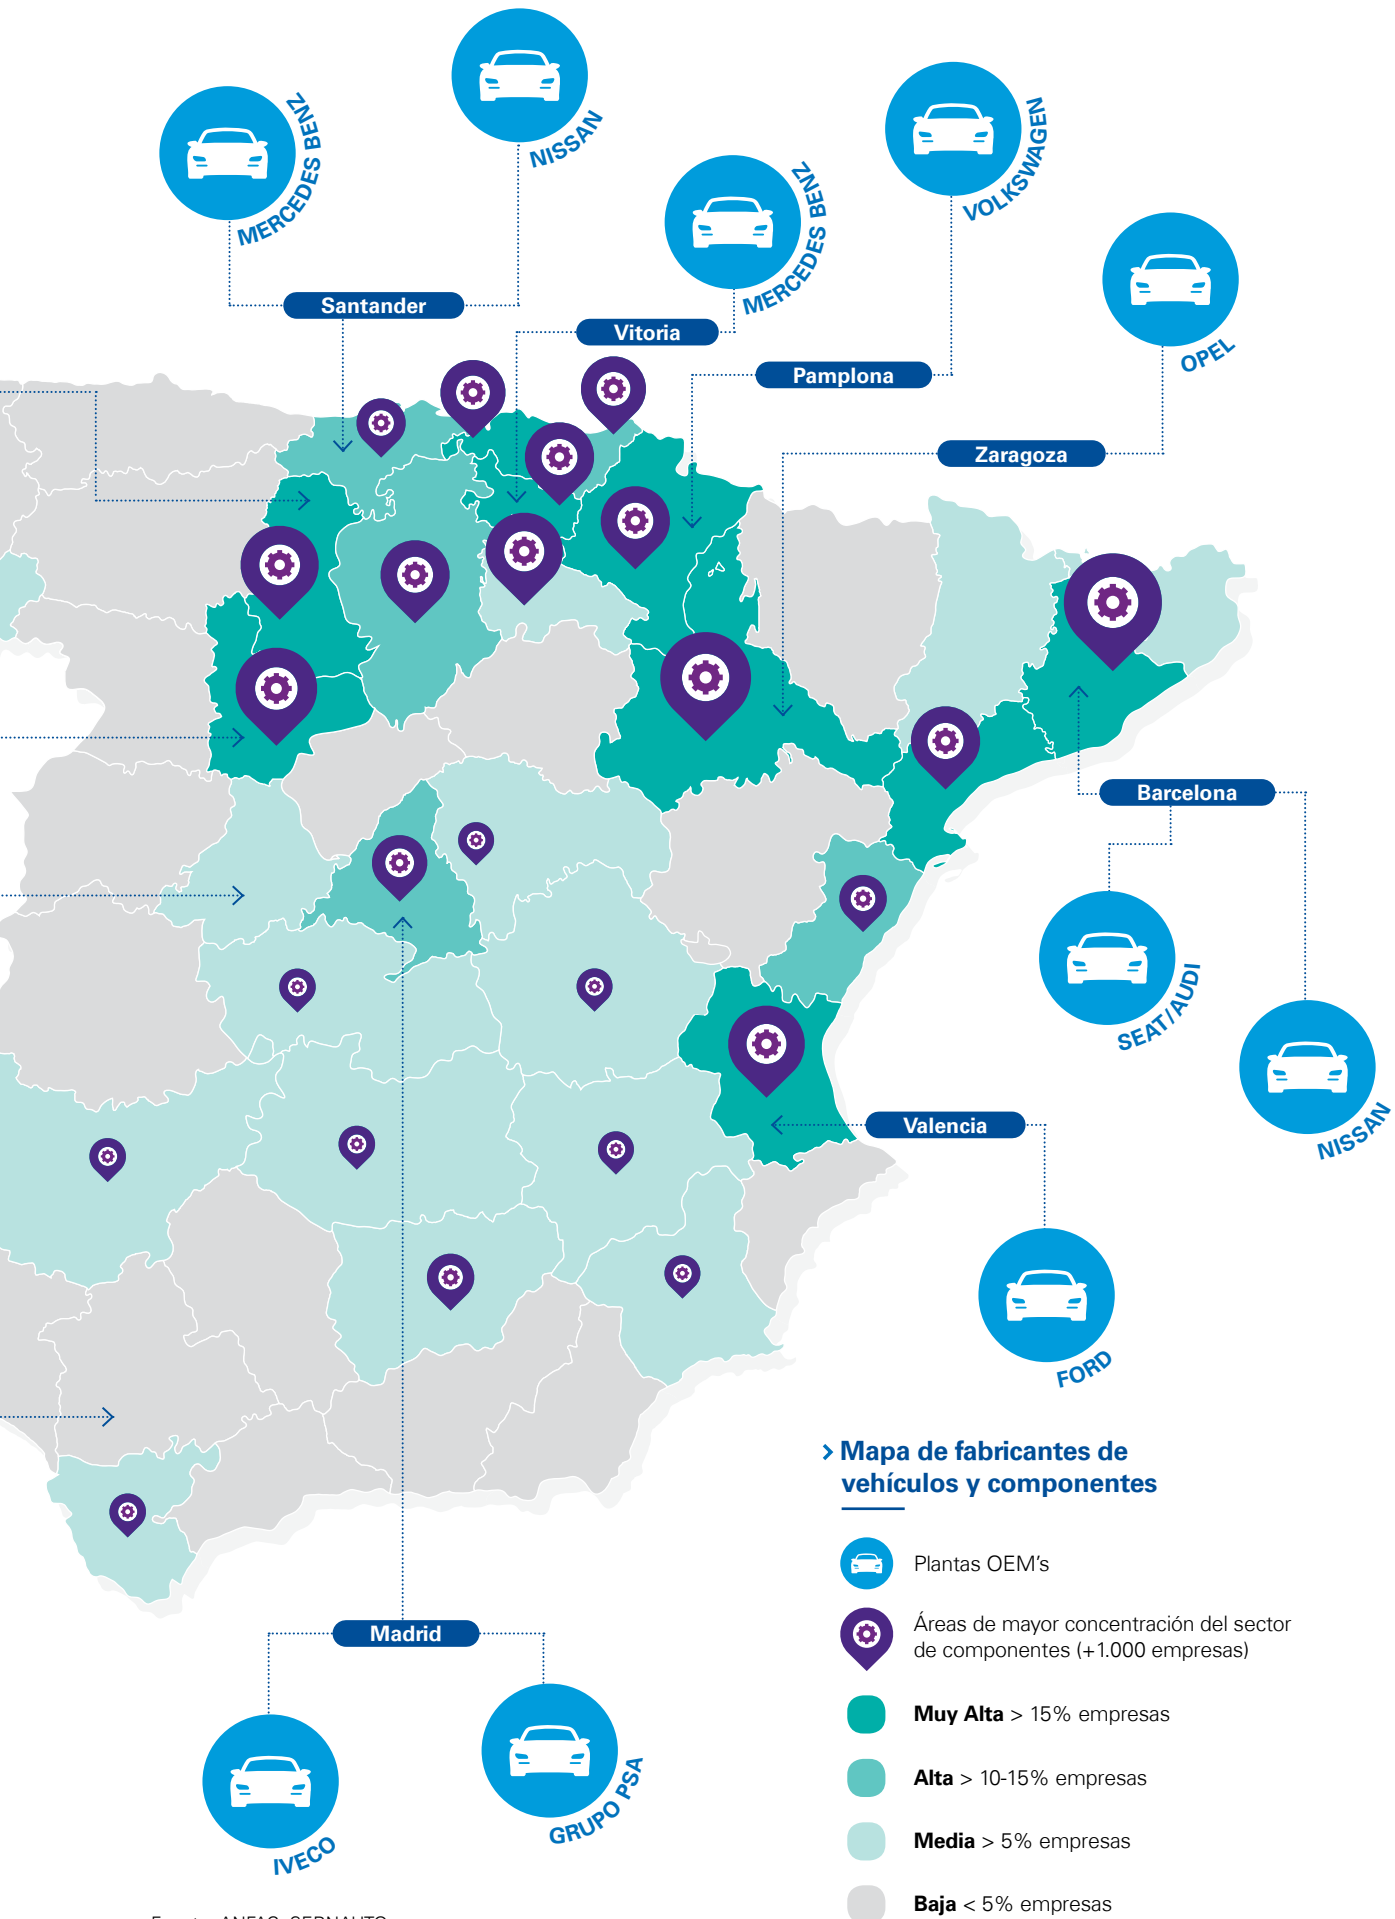 MERCEDES BENZ
NISSAN
MERCEDES BENZ
VOLKSWAGEN
OPEL
Santander
Vitoria
Pamplona
Zaragoza
Barcelona
SEAT/AUDI
NISSAN
Valencia
FORD
Madrid
IVECO
GRUPO PSA
> Mapa de fabricantes de
vehículos y componentes
Plantas OEM's
Áreas de mayor concentración del sector
de componentes (+1.000 empresas)
Muy Alta > 15% empresas
Alta > 10-15% empresas
Media > 5% empresas
Baja < 5% empresas